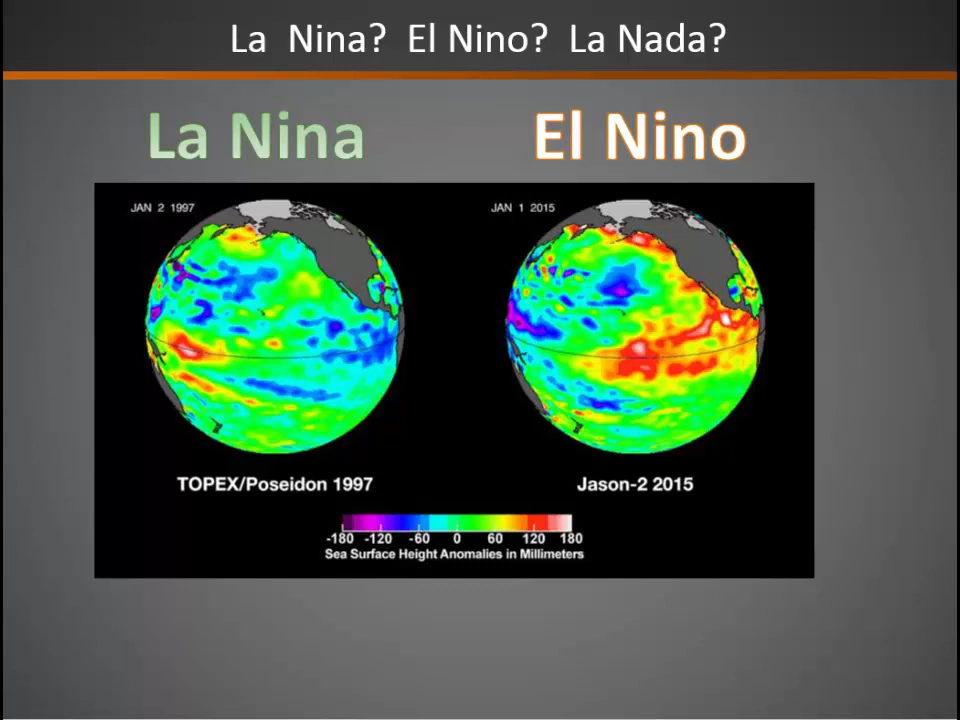 La Nina? El Nino? La Nada?
La Nina El Nino
JAN 2 1997 JAN 1 2015
TOPEX/Poseidon 1997 Jason-2 2015
-180 -120 -60 0 60 120 180
Sea Surface Height Anomalies in Millimeters